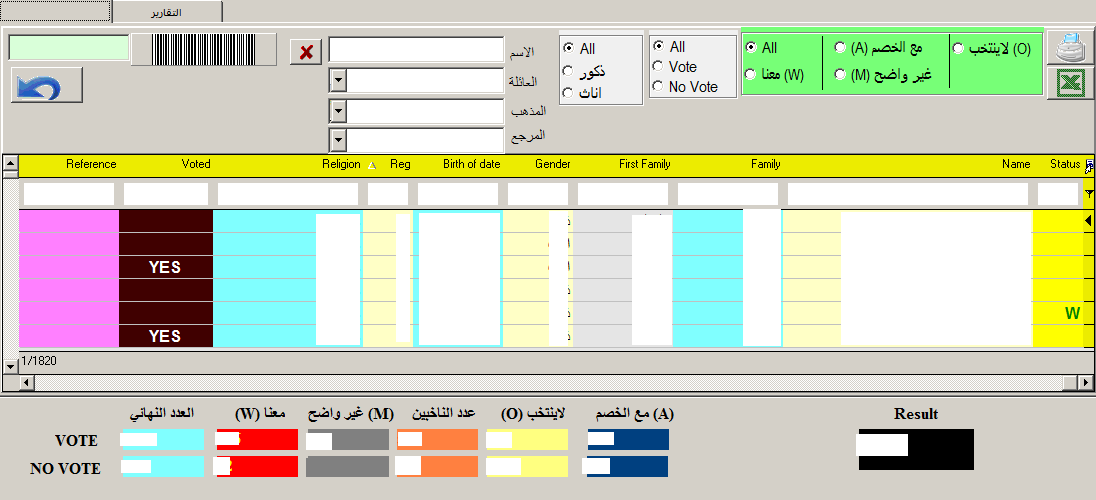 التقارير
الاسم
العائلة
المذهب
المرجع
All
ذكور
اناث
All
Vote
No Vote
All
معنا (W)
مع الخصم (A)
غير واضح (M)
لاينتخب (O)
Reference Voted Religion Reg Birth of date Gender First Family Family Name Status
YES
W
YES
1/1820
العدد النهائي معنا (W) غير واضح (M) عدد الناخبين لاينتخب (O) مع الخصم (A) Result
VOTE
NO VOTE